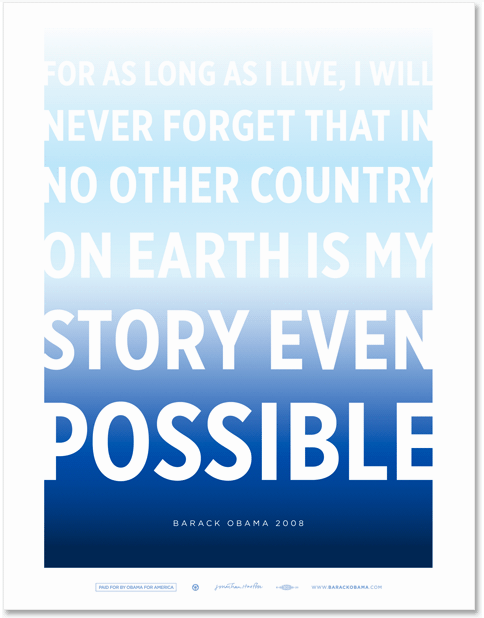 FOR AS LONG AS I LIVE, I WILL
NEVER FORGET THAT IN
NO OTHER COUNTRY
ON EARTH IS MY
STORY EVEN
POSSIBLE
BARACK OBAMA 2008
PAID FOR BY OBAMA FOR AMERICA
WWW.BARACKOBAMA.COM